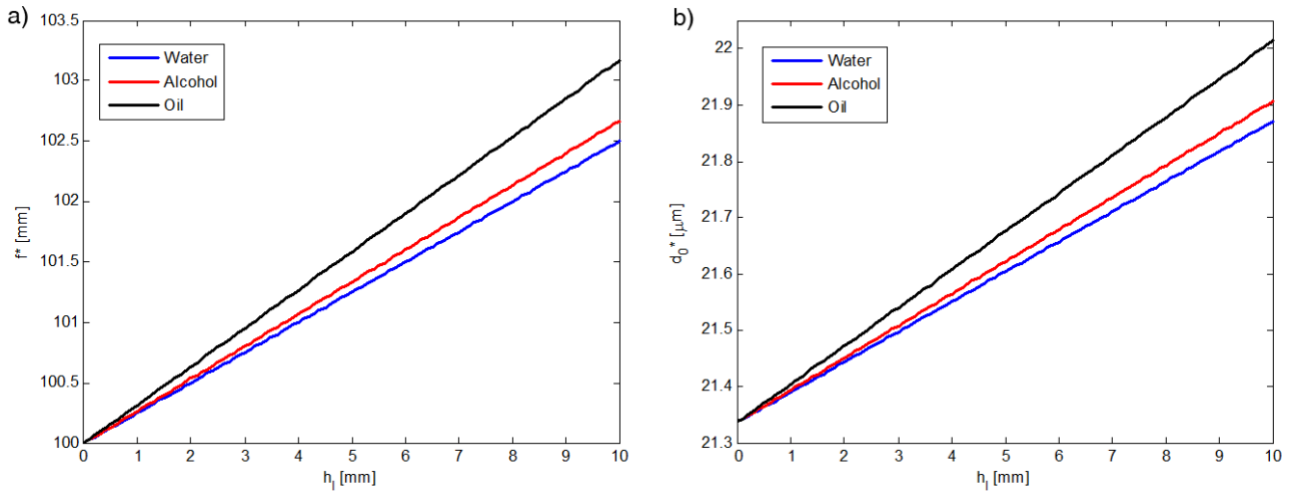 a)
103.5
103
102.5
102
101.5
101
100.5
100
f* [mm]
0 1 2 3 4 5 6 7 8 9 10
h_l [mm]
Water
Alcohol
Oil
b)
22
21.9
21.8
21.7
21.6
21.5
21.4
21.3
d_0* [μm]
0 1 2 3 4 5 6 7 8 9 10
h_l [mm]
Water
Alcohol
Oil